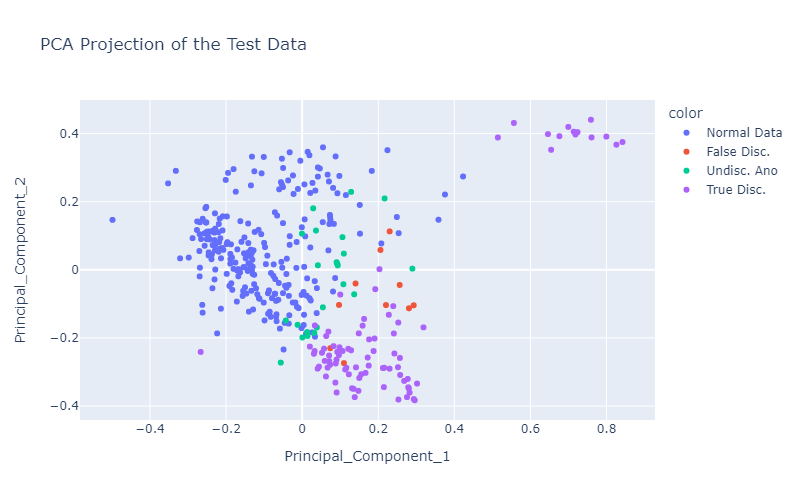 PCA Projection of the Test Data
color
Normal Data
False Disc.
Undisc. Ano
True Disc.
Principal_Component_2
0.4
0.2
0
−0.2
−0.4
−0.4 −0.2 0 0.2 0.4 0.6 0.8
Principal_Component_1